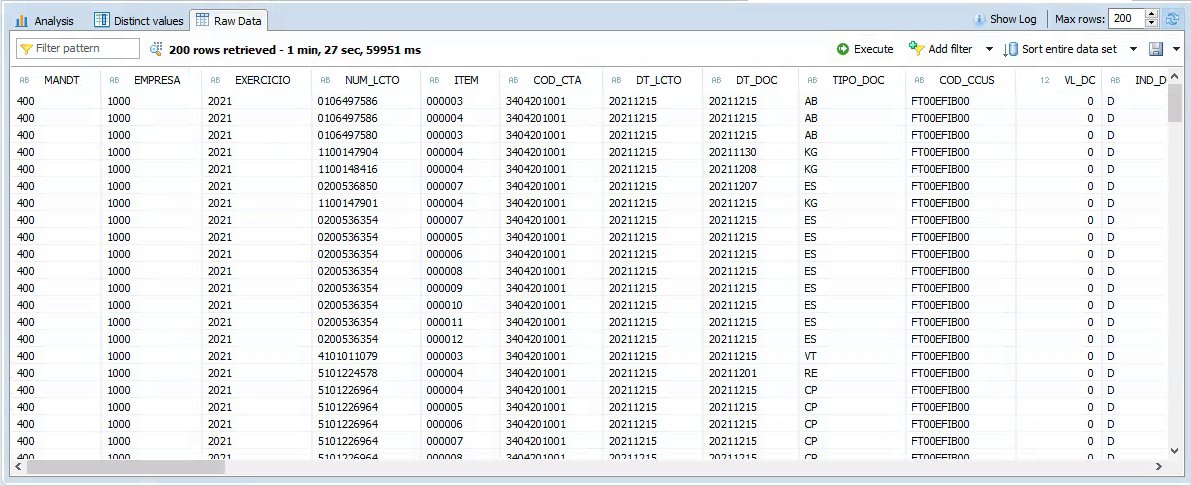 Analysis Distinct values Raw Data Show Log Max rows: 200
Filter pattern 200 rows retrieved - 1 min, 27 sec, 59951 ms Execute Add filter Sort entire data set
AB MANDT AB EMPRESA AB EXERCICIO AB NUM_LCTO AB ITEM AB COD_CTA AB DT_LCTO AB DT_DOC AB TIPO_DOC AB COD_CCUS 12 VL_DC AB IND_D
400 1000 2021 0106497586 000003 3404201001 20211215 20211215 AB FT00EFIB00 0 D
400 1000 2021 0106497586 000004 3404201001 20211215 20211215 AB FT00EFIB00 0 D
400 1000 2021 0106497580 000003 3404201001 20211215 20211215 AB FT00EFIB00 0 D
400 1000 2021 1100147904 000004 3404201001 20211215 20211130 KG FT00EFIB00 0 D
400 1000 2021 1100148416 000004 3404201001 20211215 20211208 KG FT00EFIB00 0 D
400 1000 2021 0200536850 000007 3404201001 20211215 20211207 ES FT00EFIB00 0 D
400 1000 2021 1100147901 000004 3404201001 20211215 20211215 KG FT00EFIB00 0 D
400 1000 2021 0200536354 000007 3404201001 20211215 20211215 ES FT00EFIB00 0 D
400 1000 2021 0200536354 000005 3404201001 20211215 20211215 ES FT00EFIB00 0 D
400 1000 2021 0200536354 000006 3404201001 20211215 20211215 ES FT00EFIB00 0 D
400 1000 2021 0200536354 000008 3404201001 20211215 20211215 ES FT00EFIB00 0 D
400 1000 2021 0200536354 000009 3404201001 20211215 20211215 ES FT00EFIB00 0 D
400 1000 2021 0200536354 000010 3404201001 20211215 20211215 ES FT00EFIB00 0 D
400 1000 2021 0200536354 000011 3404201001 20211215 20211215 ES FT00EFIB00 0 D
400 1000 2021 0200536354 000012 3404201001 20211215 20211215 ES FT00EFIB00 0 D
400 1000 2021 4101011079 000003 3404201001 20211215 20211215 VT FT00EFIB00 0 D
400 1000 2021 5101224578 000004 3404201001 20211215 20211201 RE FT00EFIB00 0 D
400 1000 2021 5101226964 000004 3404201001 20211215 20211215 CP FT00EFIB00 0 D
400 1000 2021 5101226964 000005 3404201001 20211215 20211215 CP FT00EFIB00 0 D
400 1000 2021 5101226964 000006 3404201001 20211215 20211215 CP FT00EFIB00 0 D
400 1000 2021 5101226964 000007 3404201001 20211215 20211215 CP FT00EFIB00 0 D
400 1000 2021 5101226964 000008 3404201001 20211215 20211215 CP FT00EFIB00 0 D